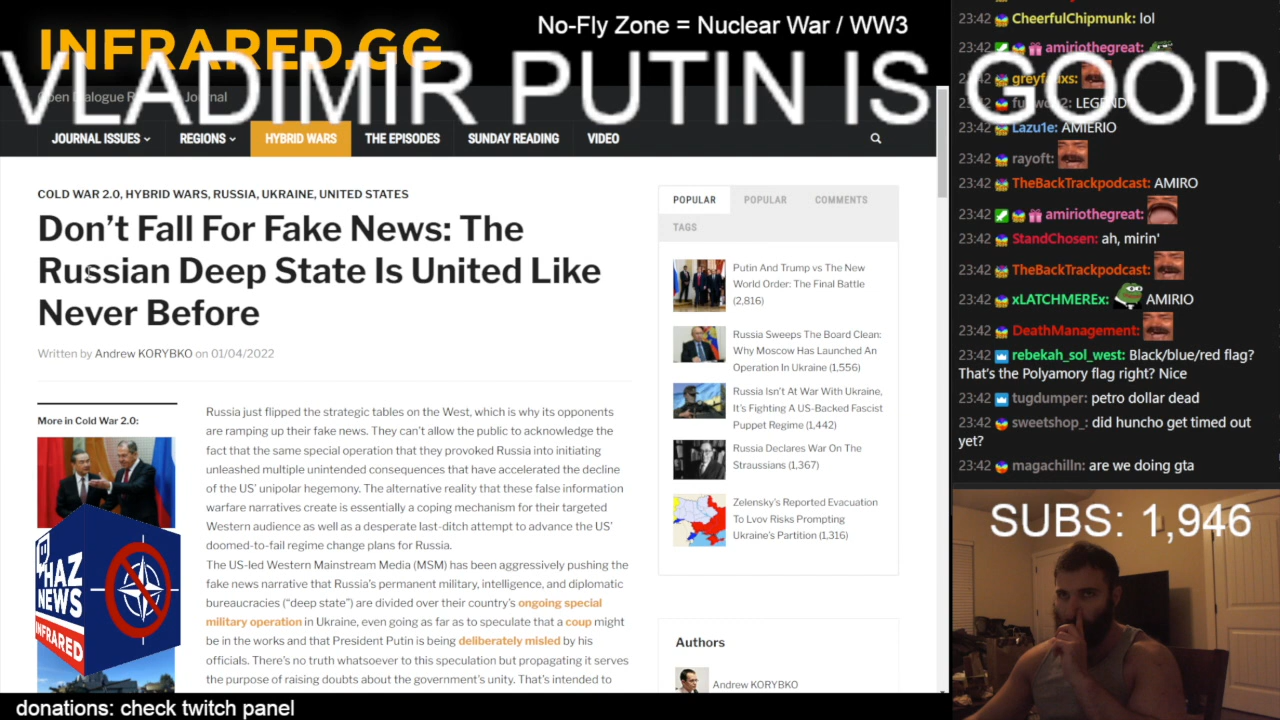 INFRARED.GG
No-Fly Zone = Nuclear War / WW3
VLADIMIR PUTIN IS GOOD
Open Dialogue Journal
JOURNAL ISSUES
REGIONS
HYBRID WARS
THE EPISODES
SUNDAY READING
VIDEO
COLD WAR 2.0, HYBRID WARS, RUSSIA, UKRAINE, UNITED STATES
Don't Fall For Fake News: The
Russian Deep State Is United Like
Never Before
Written by Andrew KORYBKO on 01/04/2022
More in Cold War 2.0:
Russia just flipped the strategic tables on the West, which is why its opponents
are ramping up their fake news. They can't allow the public to acknowledge the
fact that the same special operation that they provoked Russia into initiating
unleashed multiple unintended consequences that have accelerated the decline
of the US' unipolar hegemony. The alternative reality that these false information
warfare narratives create is essentially a coping mechanism for their targeted
Western audience as well as a desperate last-ditch attempt to advance the US'
doomed-to-fail regime change plans for Russia.
The US-led Western Mainstream Media (MSM) has been aggressively pushing the
fake news narrative that Russia's permanent military, intelligence, and diplomatic
bureaucracies ("deep state") are divided over their country's ongoing special
military operation in Ukraine, even going as far as to speculate that a coup might
be in the works and that President Putin is being deliberately misled by his
officials. There's no truth whatsoever to this speculation but propagating it serves
the purpose of raising doubts about the government's unity. That's intended to
HAZ
NEWS
INFRARED
POPULAR
POPULAR
COMMENTS
TAGS
Putin And Trump vs The New
World Order: The Final Battle
(2,816)
Russia Sweeps The Board Clean:
Why Moscow Has Launched An
Operation In Ukraine (1,556)
Russia Isn't At War With Ukraine,
It's Fighting A US-Backed Fascist
Puppet Regime (1,442)
Russia Declares War On The
Straussians (1,367)
Zelensky's Reported Evacuation
To Lvov Risks Prompting
Ukraine's Partition (1,316)
Authors
Andrew KORYBKO
23:42 CheerfulChipmunk: lol
23:42 amiriothegreat:
23:42
23:42 LEGEND
23:42 Lazu1e: AMIERIO
23:42 rayoft:
23:42 TheBackTrackpodcast: AMIRO
23:42 amiriothegreat:
23:42 StandChosen: ah, mirin'
23:42 TheBackTrackpodcast:
23:42 xLATCHMEREx: AMIRIO
23:42 DeathManagement:
23:42 rebekah_sol_west: Black/blue/red flag?
That's the Polyamory flag right? Nice
23:42 tugdumper: petro dollar dead
23:42 sweetshop_: did huncho get timed out
yet?
23:42 magachilln: are we doing gta
SUBS: 1,946
donations: check twitch panel